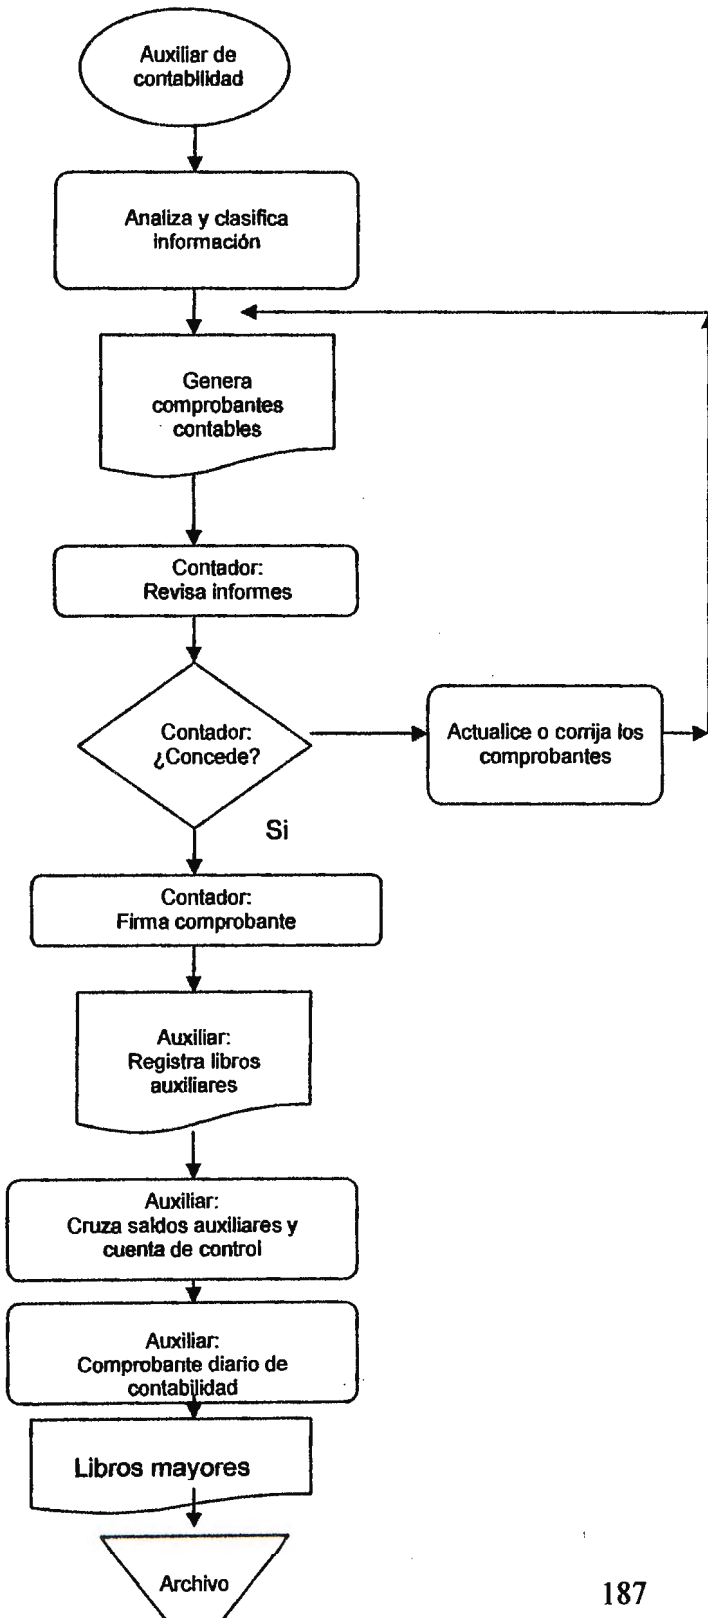 Auxiliar de
contabilidad
Analiza y clasifica
información
Genera
comprobantes
contables
Contador:
Revisa informes
Contador:
¿Concede?
Actualice o corrija los
comprobantes
Si
Contador:
Firma comprobante
Auxiliar:
Registra libros
auxiliares
Auxiliar:
Cruza saldos auxiliares y
cuenta de control
Auxiliar:
Comprobante diario de
contabilidad
Libros mayores
Archivo
187